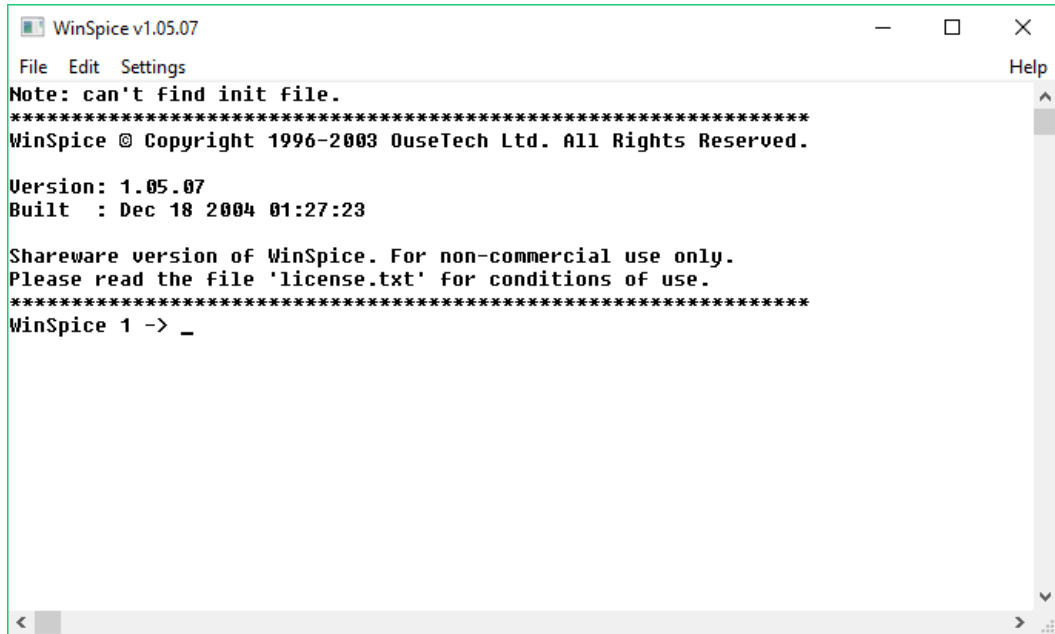 WinSpice v1.05.07
File Edit Settings Help
Note: can't find init file.
******************************************************************
WinSpice © Copyright 1996-2003 OuseTech Ltd. All Rights Reserved.
Version: 1.05.07
Built  : Dec 18 2004 01:27:23
Shareware version of WinSpice. For non-commercial use only.
Please read the file 'license.txt' for conditions of use.
******************************************************************
WinSpice 1 -> _